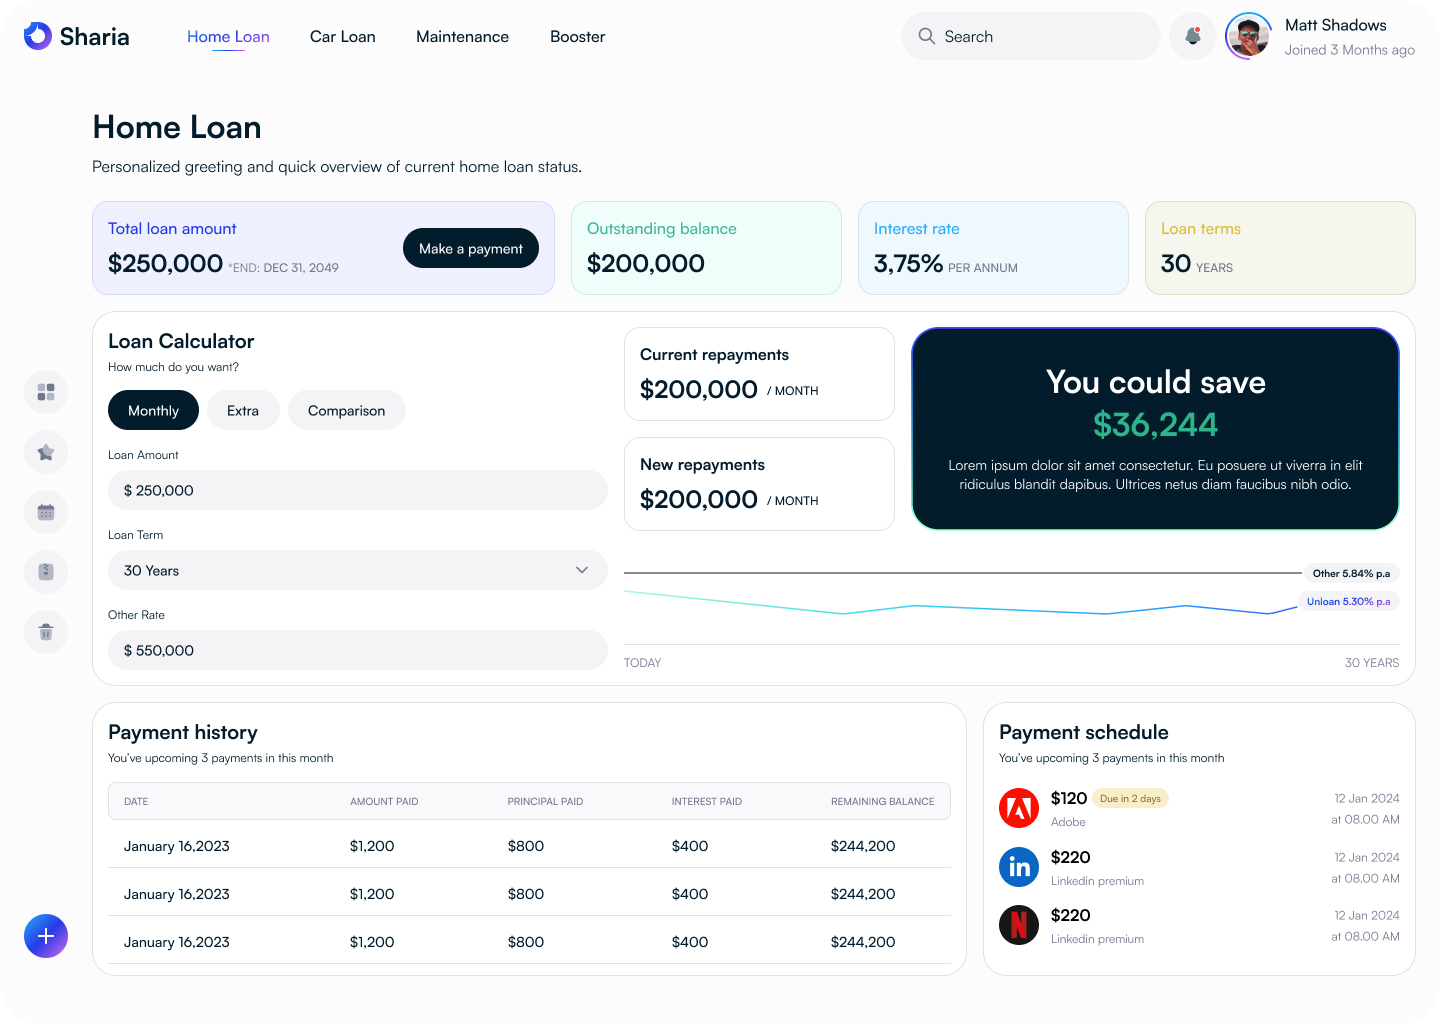 Sharia
Home Loan
Car Loan
Maintenance
Booster
Search
Matt Shadows
Joined 3 Months ago
Home Loan
Personalized greeting and quick overview of current home loan status.
Total loan amount
$250,000 *END: DEC 31, 2049
Make a payment
Outstanding balance
$200,000
Interest rate
3,75% PER ANNUM
Loan terms
30 YEARS
Loan Calculator
How much do you want?
Monthly
Extra
Comparison
Loan Amount
$ 250,000
Loan Term
30 Years
Other Rate
$ 550,000
Current repayments
$200,000 / MONTH
New repayments
$200,000 / MONTH
You could save
$36,244
Lorem ipsum dolor sit amet consectetur. Eu posuere ut viverra in elit
ridiculus blandit dapibus. Ultrices netus diam faucibus nibh odio.
Other 5.84% p.a
Unloan 5.30% p.a
TODAY
30 YEARS
Payment history
You've upcoming 3 payments in this month
DATE AMOUNT PAID PRINCIPAL PAID INTEREST PAID REMAINING BALANCE
January 16,2023 $1,200 $800 $400 $244,200
January 16,2023 $1,200 $800 $400 $244,200
January 16,2023 $1,200 $800 $400 $244,200
Payment schedule
You've upcoming 3 payments in this month
$120 Due in 2 days
Adobe
12 Jan 2024
at 08.00 AM
in
$220
Linkedin premium
12 Jan 2024
at 08.00 AM
N
$220
Linkedin premium
12 Jan 2024
at 08.00 AM